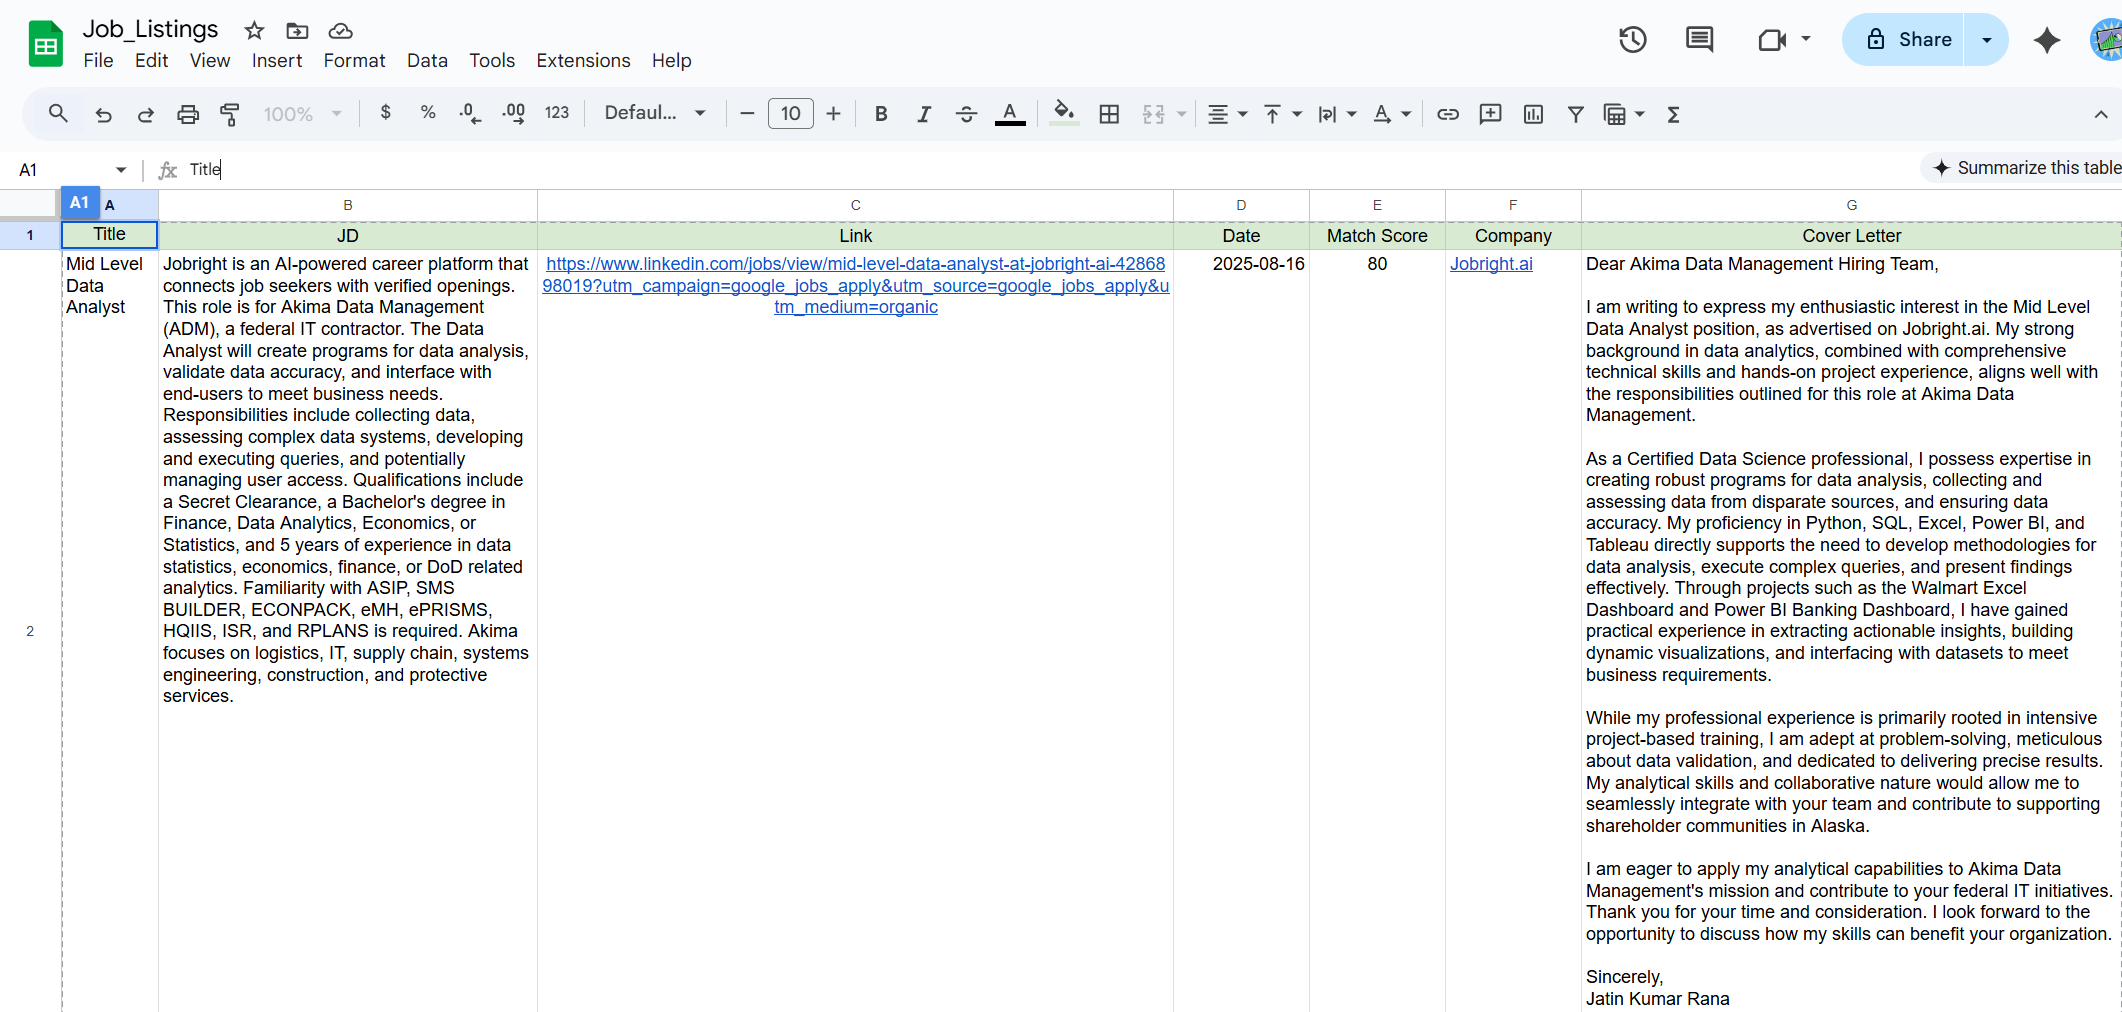 Job_Listings
File Edit View Insert Format Data Tools Extensions Help
Share
100% $ % .0 .00 123 Defaul... 10 B I A A Σ
A1 fx Title
Summarize this table
A1 A B C D E F G
1 Title JD Link Date Match Score Company Cover Letter
2
Mid Level
Data
Analyst
Jobright is an AI-powered career platform that
connects job seekers with verified openings.
This role is for Akima Data Management
(ADM), a federal IT contractor. The Data
Analyst will create programs for data analysis,
validate data accuracy, and interface with
end-users to meet business needs.
Responsibilities include collecting data,
assessing complex data systems, developing
and executing queries, and potentially
managing user access. Qualifications include
a Secret Clearance, a Bachelor's degree in
Finance, Data Analytics, Economics, or
Statistics, and 5 years of experience in data
statistics, economics, finance, or DoD related
analytics. Familiarity with ASIP, SMS
BUILDER, ECONPACK, eMH, ePRISMS,
HQIIS, ISR, and RPLANS is required. Akima
focuses on logistics, IT, supply chain, systems
engineering, construction, and protective
services.
https://www.linkedin.com/jobs/view/mid-level-data-analyst-at-jobright-ai-42868
98019?utm_campaign=google_jobs_apply&utm_source=google_jobs_apply&u
tm_medium=organic
2025-08-16
80
Jobright.ai
Dear Akima Data Management Hiring Team,
I am writing to express my enthusiastic interest in the Mid Level
Data Analyst position, as advertised on Jobright.ai. My strong
background in data analytics, combined with comprehensive
technical skills and hands-on project experience, aligns well with
the responsibilities outlined for this role at Akima Data
Management.
As a Certified Data Science professional, I possess expertise in
creating robust programs for data analysis, collecting and
assessing data from disparate sources, and ensuring data
accuracy. My proficiency in Python, SQL, Excel, Power BI, and
Tableau directly supports the need to develop methodologies for
data analysis, execute complex queries, and present findings
effectively. Through projects such as the Walmart Excel
Dashboard and Power BI Banking Dashboard, I have gained
practical experience in extracting actionable insights, building
dynamic visualizations, and interfacing with datasets to meet
business requirements.
While my professional experience is primarily rooted in intensive
project-based training, I am adept at problem-solving, meticulous
about data validation, and dedicated to delivering precise results.
My analytical skills and collaborative nature would allow me to
seamlessly integrate with your team and contribute to supporting
shareholder communities in Alaska.
I am eager to apply my analytical capabilities to Akima Data
Management's mission and contribute to your federal IT initiatives.
Thank you for your time and consideration. I look forward to the
opportunity to discuss how my skills can benefit your organization.
Sincerely,
Jatin Kumar Rana